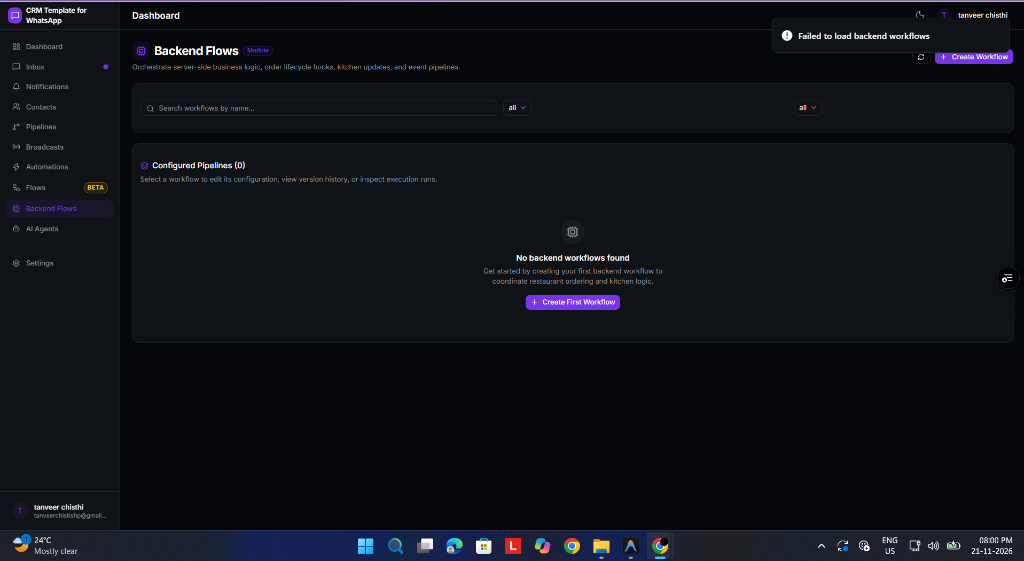 CRM Template for
WhatsApp
Dashboard
T
tanveer chisthi
Failed to load backend workflows
Dashboard
Inbox
Notifications
Contacts
Pipelines
Broadcasts
Automations
Flows
BETA
Backend Flows
AI Agents
Settings
Backend Flows
Module
Orchestrate server-side business logic, order lifecycle hooks, kitchen updates, and event pipelines.
Create Workflow
Search workflows by name...
all
all
Configured Pipelines (0)
Select a workflow to edit its configuration, view version history, or inspect execution runs.
No backend workflows found
Get started by creating your first backend workflow to
coordinate restaurant ordering and kitchen logic.
Create First Workflow
T
tanveer chisthi
tanveerchistishp@gmail...
1
24°C
Mostly clear
L
ENG
US
08:00 PM
21-11-2026